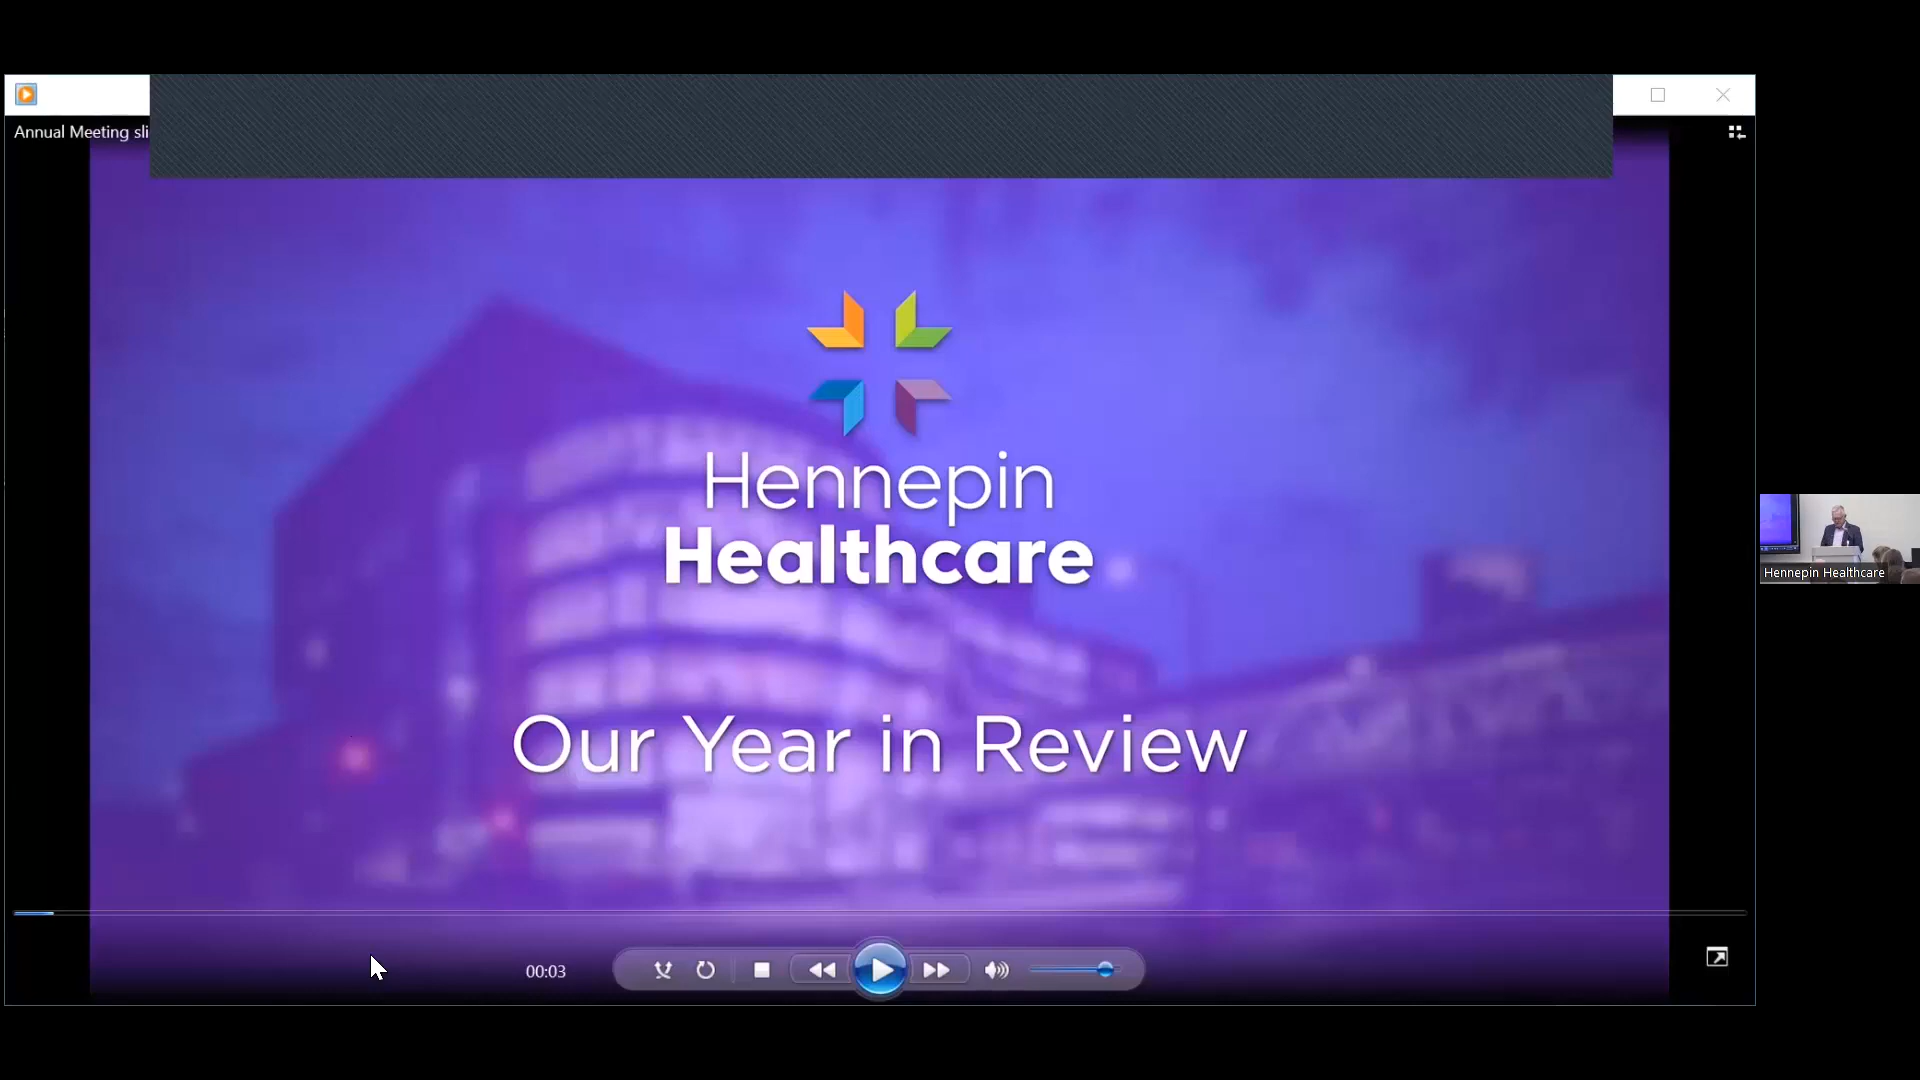 Annual Meeting sli
Hennepin
Healthcare
Our Year in Review
Hennepin Healthcare
00:03